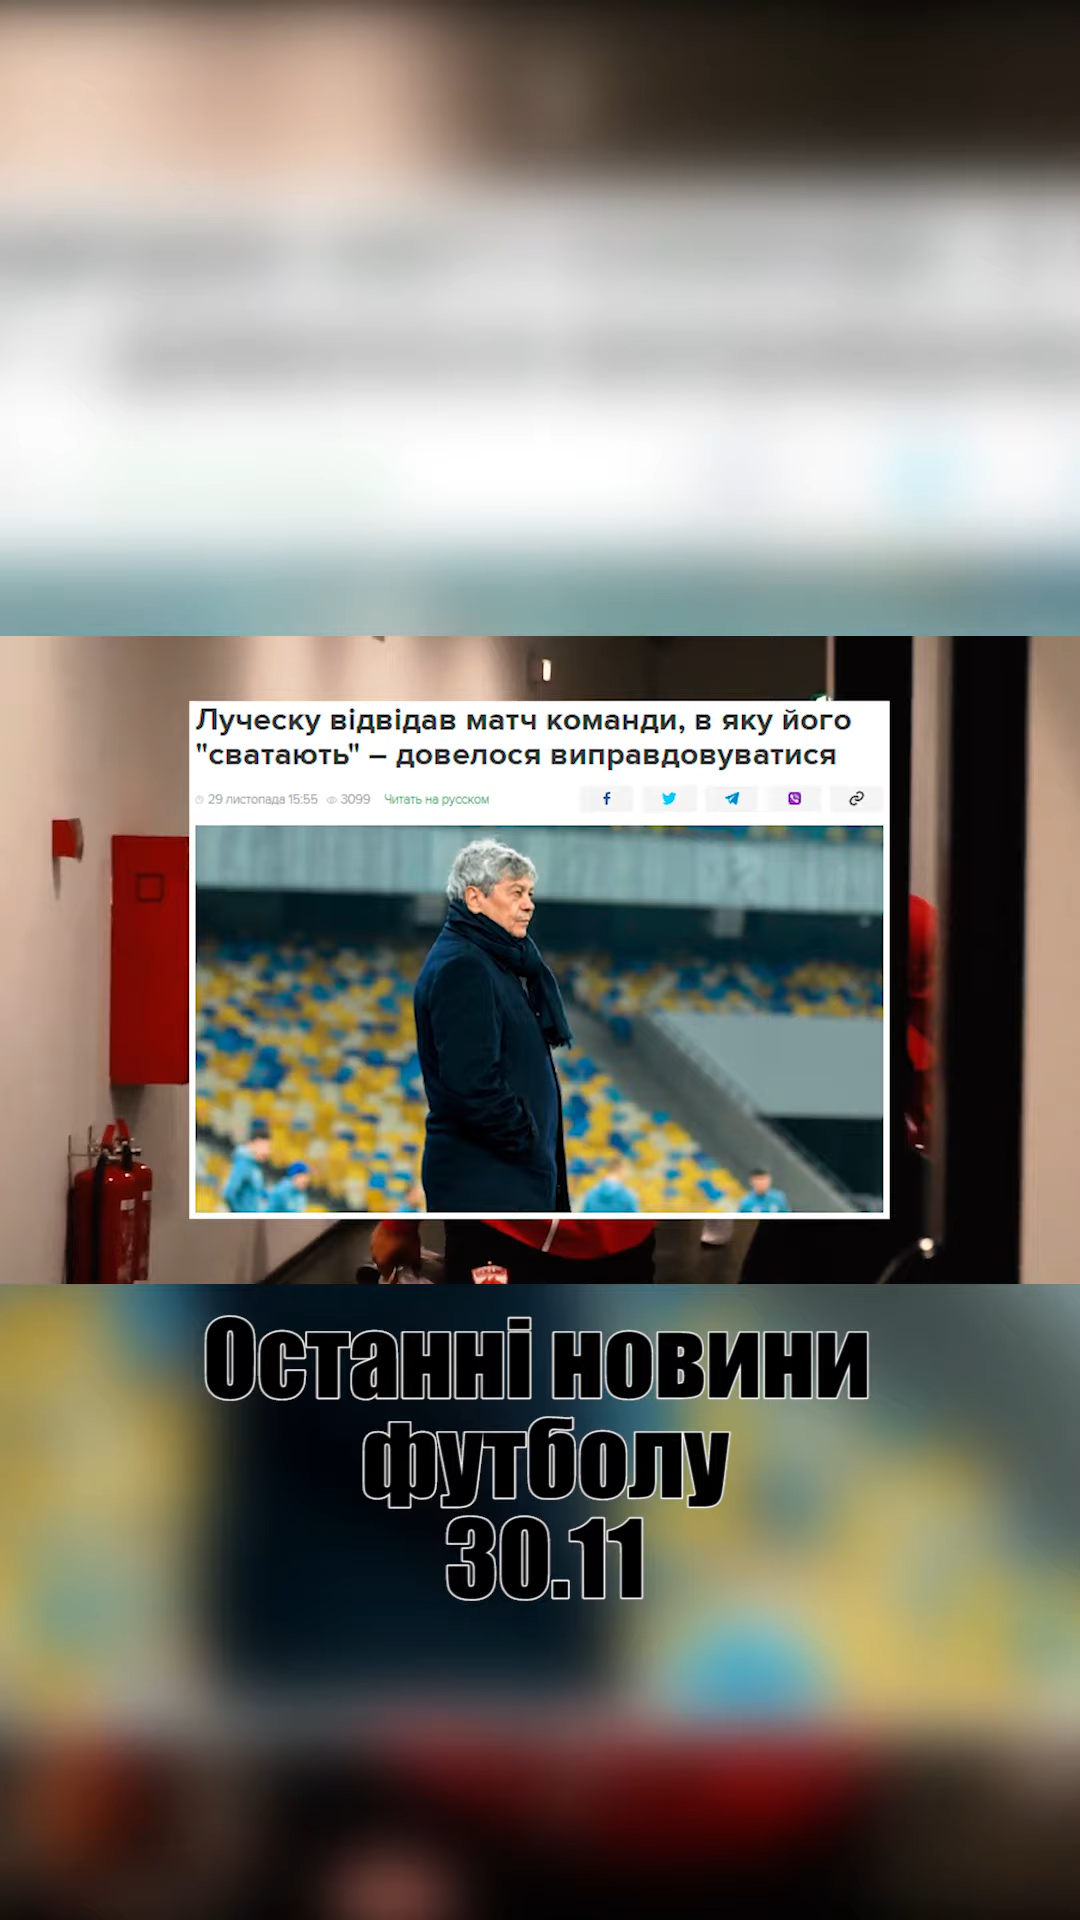 Луческу відвідав матч команди, в яку його
"сватають" – довелося виправдовуватися
29 листопада 15:55 3099 Читать на русском
Останні новини
футболу
30.11